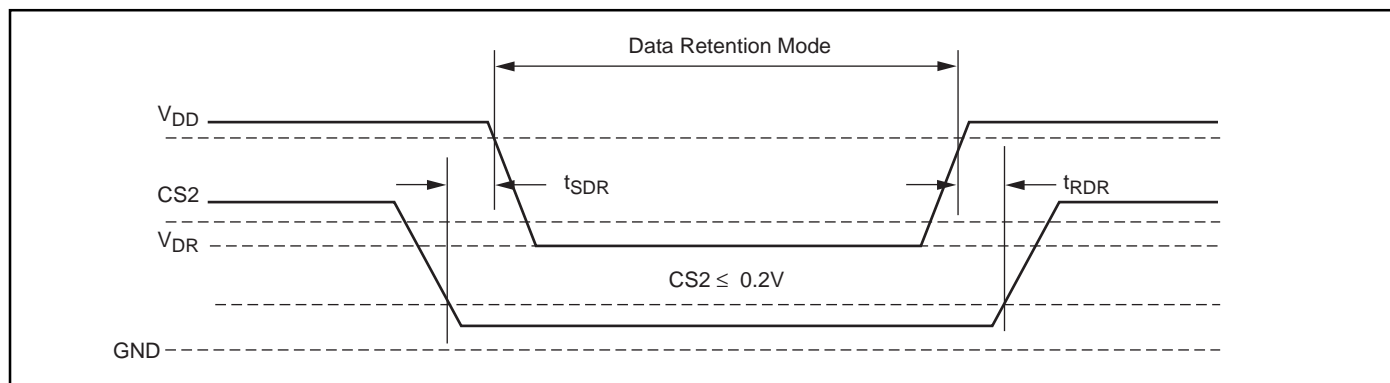 Data Retention Mode
VDD
tSDR
tRDR
CS2
VDR
CS2 ≤ 0.2V
GND